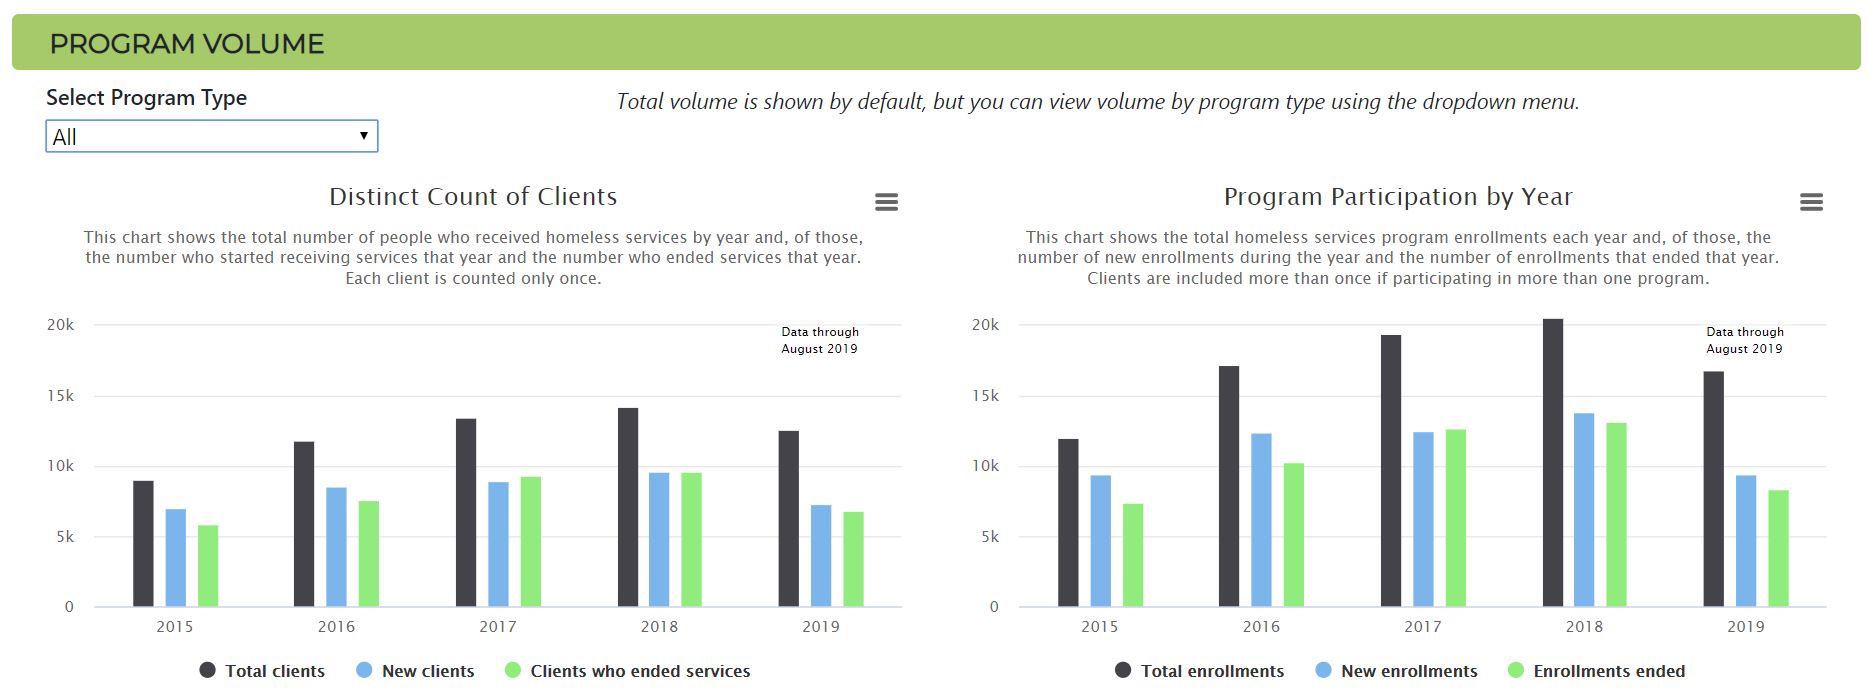 PROGRAM VOLUME
Select Program Type
All
Total volume is shown by default, but you can view volume by program type using the dropdown menu.
Distinct Count of Clients
This chart shows the total number of people who received homeless services by year and, of those,
the number who started receiving services that year and the number who ended services that year.
Each client is counted only once.
20k
15k
10k
5k
0
Data through
August 2019
2015 2016 2017 2018 2019
Total clients New clients Clients who ended services
Program Participation by Year
This chart shows the total homeless services program enrollments each year and, of those, the
number of new enrollments during the year and the number of enrollments that ended that year.
Clients are included more than once if participating in more than one program.
20k
15k
10k
5k
0
Data through
August 2019
2015 2016 2017 2018 2019
Total enrollments New enrollments Enrollments ended